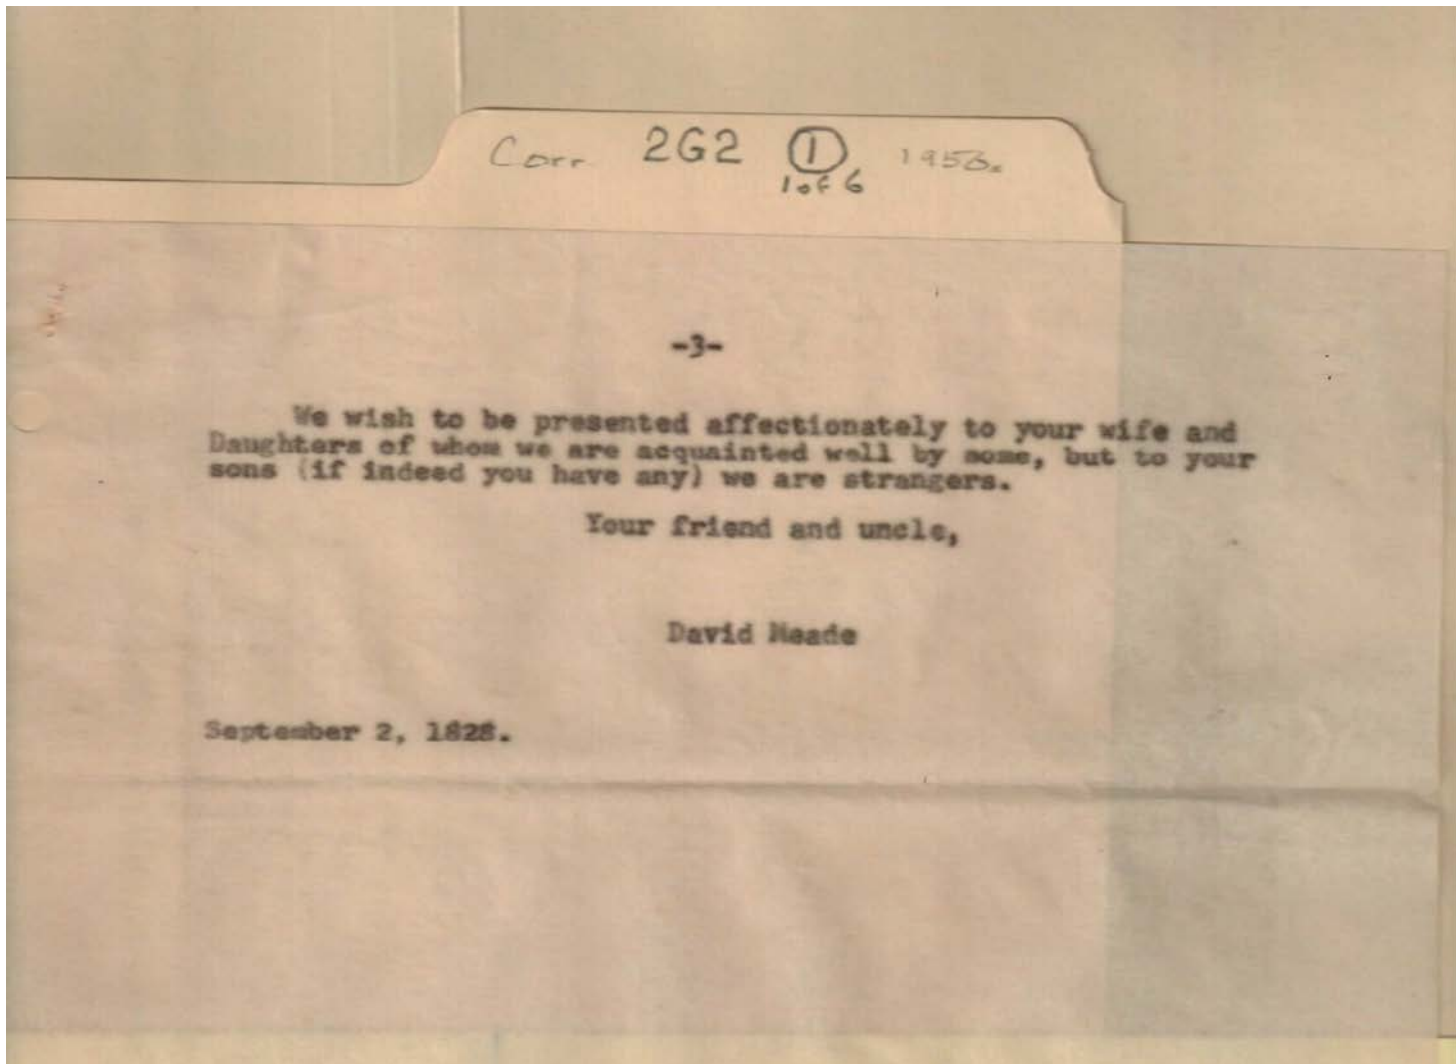 Corr 2G2 1 1956.
1 of 6
-3-
We wish to be presented affectionately to your wife and
Daughters of whom we are acquainted well by some, but to your
sons (if indeed you have any) we are strangers.
Your friend and uncle,
David Meade
September 2, 1828.